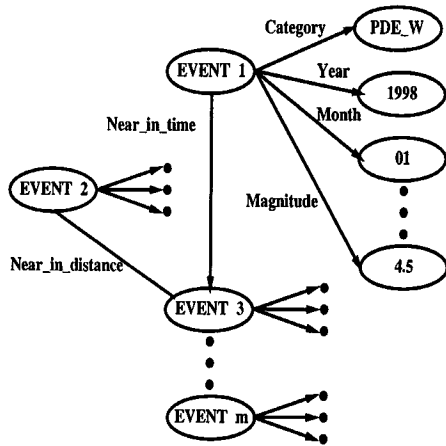 Category
PDE_W
EVENT 1
Year
1998
Near_in_time
Month
01
EVENT 2
Magnitude
Near_in_distance
4.5
EVENT 3
EVENT m